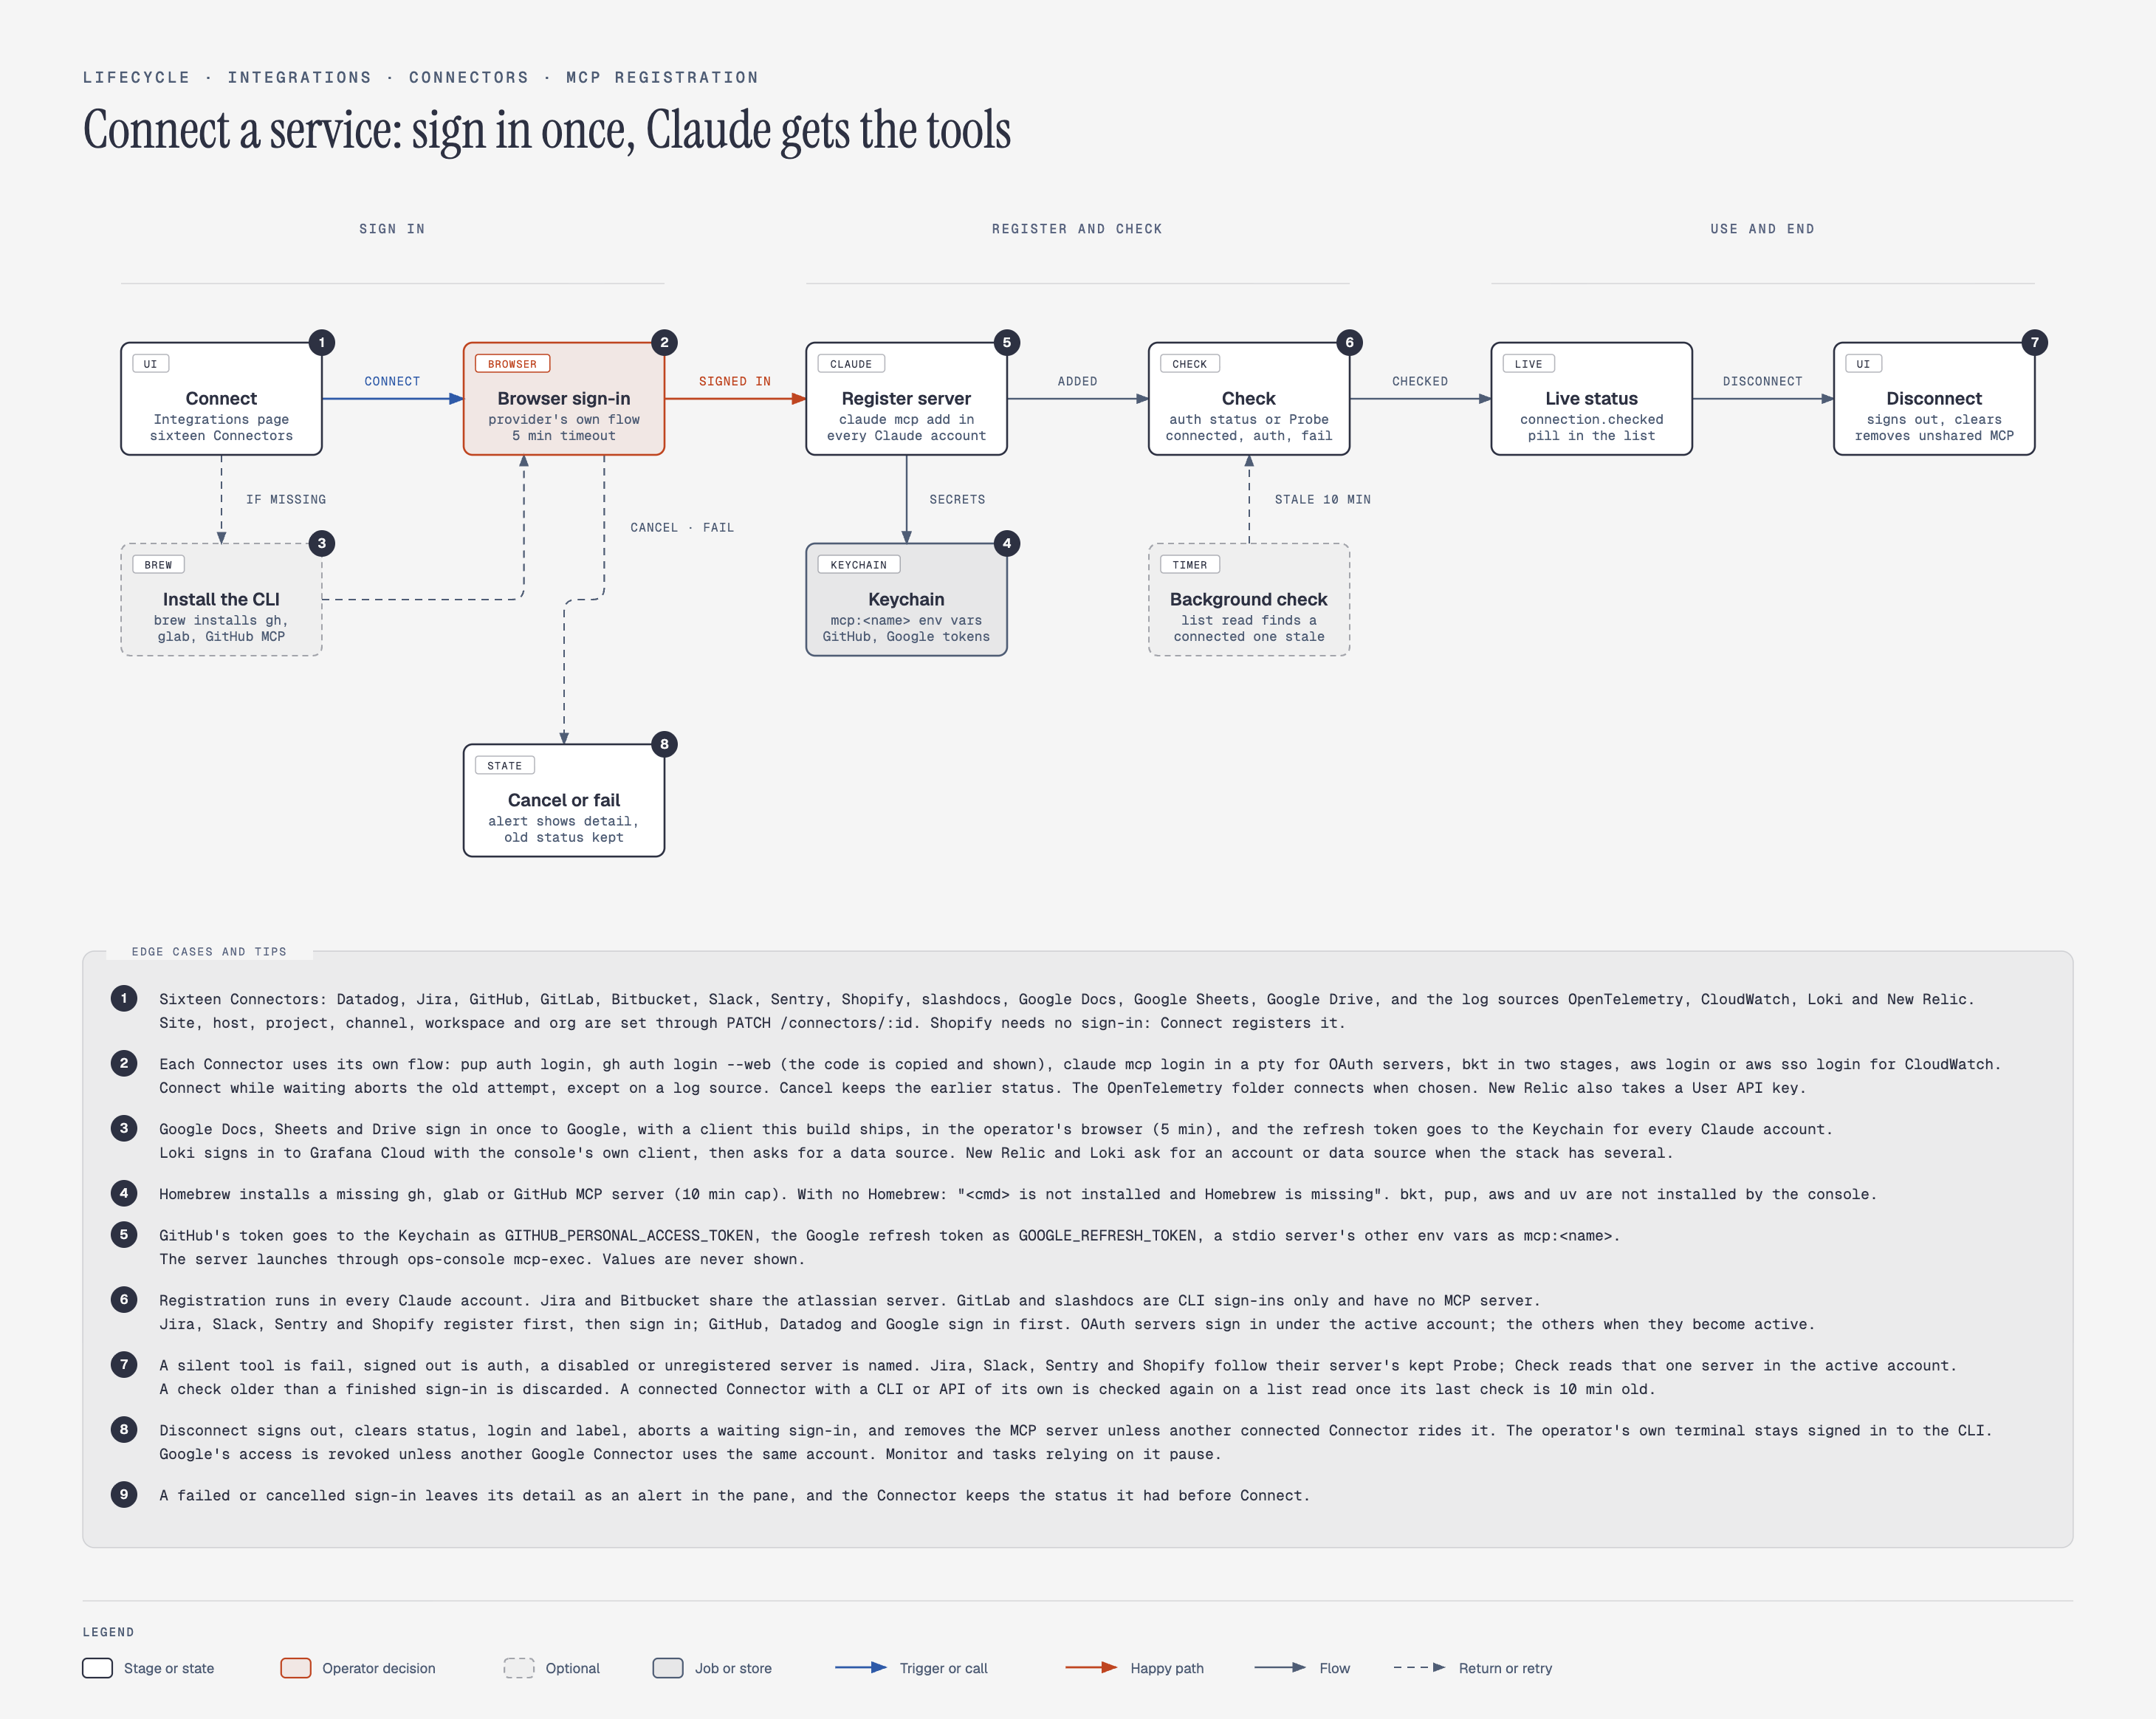 LIFECYCLE · INTEGRATIONS · CONNECTORS · MCP REGISTRATION
Connect a service: sign in once, Claude gets the tools
SIGN IN
REGISTER AND CHECK
USE AND END
1
UI
Connect
Integrations page
sixteen Connectors
CONNECT
2
BROWSER
Browser sign-in
provider's own flow
5 min timeout
SIGNED IN
5
CLAUDE
Register server
claude mcp add in
every Claude account
ADDED
6
CHECK
Check
auth status or Probe
connected, auth, fail
CHECKED
LIVE
Live status
connection.checked
pill in the list
DISCONNECT
7
UI
Disconnect
signs out, clears
removes unshared MCP
IF MISSING
CANCEL · FAIL
SECRETS
STALE 10 MIN
3
BREW
Install the CLI
brew installs gh,
glab, GitHub MCP
4
KEYCHAIN
Keychain
mcp:<name> env vars
GitHub, Google tokens
TIMER
Background check
list read finds a
connected one stale
8
STATE
Cancel or fail
alert shows detail,
old status kept
EDGE CASES AND TIPS
1 Sixteen Connectors: Datadog, Jira, GitHub, GitLab, Bitbucket, Slack, Sentry, Shopify, slashdocs, Google Docs, Google Sheets, Google Drive, and the log sources OpenTelemetry, CloudWatch, Loki and New Relic.
Site, host, project, channel, workspace and org are set through PATCH /connectors/:id. Shopify needs no sign-in: Connect registers it.
2 Each Connector uses its own flow: pup auth login, gh auth login --web (the code is copied and shown), claude mcp login in a pty for OAuth servers, bkt in two stages, aws login or aws sso login for CloudWatch.
Connect while waiting aborts the old attempt, except on a log source. Cancel keeps the earlier status. The OpenTelemetry folder connects when chosen. New Relic also takes a User API key.
3 Google Docs, Sheets and Drive sign in once to Google, with a client this build ships, in the operator's browser (5 min), and the refresh token goes to the Keychain for every Claude account.
Loki signs in to Grafana Cloud with the console's own client, then asks for a data source. New Relic and Loki ask for an account or data source when the stack has several.
4 Homebrew installs a missing gh, glab or GitHub MCP server (10 min cap). With no Homebrew: "<cmd> is not installed and Homebrew is missing". bkt, pup, aws and uv are not installed by the console.
5 GitHub's token goes to the Keychain as GITHUB_PERSONAL_ACCESS_TOKEN, the Google refresh token as GOOGLE_REFRESH_TOKEN, a stdio server's other env vars as mcp:<name>.
The server launches through ops-console mcp-exec. Values are never shown.
6 Registration runs in every Claude account. Jira and Bitbucket share the atlassian server. GitLab and slashdocs are CLI sign-ins only and have no MCP server.
Jira, Slack, Sentry and Shopify register first, then sign in; GitHub, Datadog and Google sign in first. OAuth servers sign in under the active account; the others when they become active.
7 A silent tool is fail, signed out is auth, a disabled or unregistered server is named. Jira, Slack, Sentry and Shopify follow their server's kept Probe; Check reads that one server in the active account.
A check older than a finished sign-in is discarded. A connected Connector with a CLI or API of its own is checked again on a list read once its last check is 10 min old.
8 Disconnect signs out, clears status, login and label, aborts a waiting sign-in, and removes the MCP server unless another connected Connector rides it. The operator's own terminal stays signed in to the CLI.
Google's access is revoked unless another Google Connector uses the same account. Monitor and tasks relying on it pause.
9 A failed or cancelled sign-in leaves its detail as an alert in the pane, and the Connector keeps the status it had before Connect.
LEGEND
Stage or state
Operator decision
Optional
Job or store
Trigger or call
Happy path
Flow
Return or retry